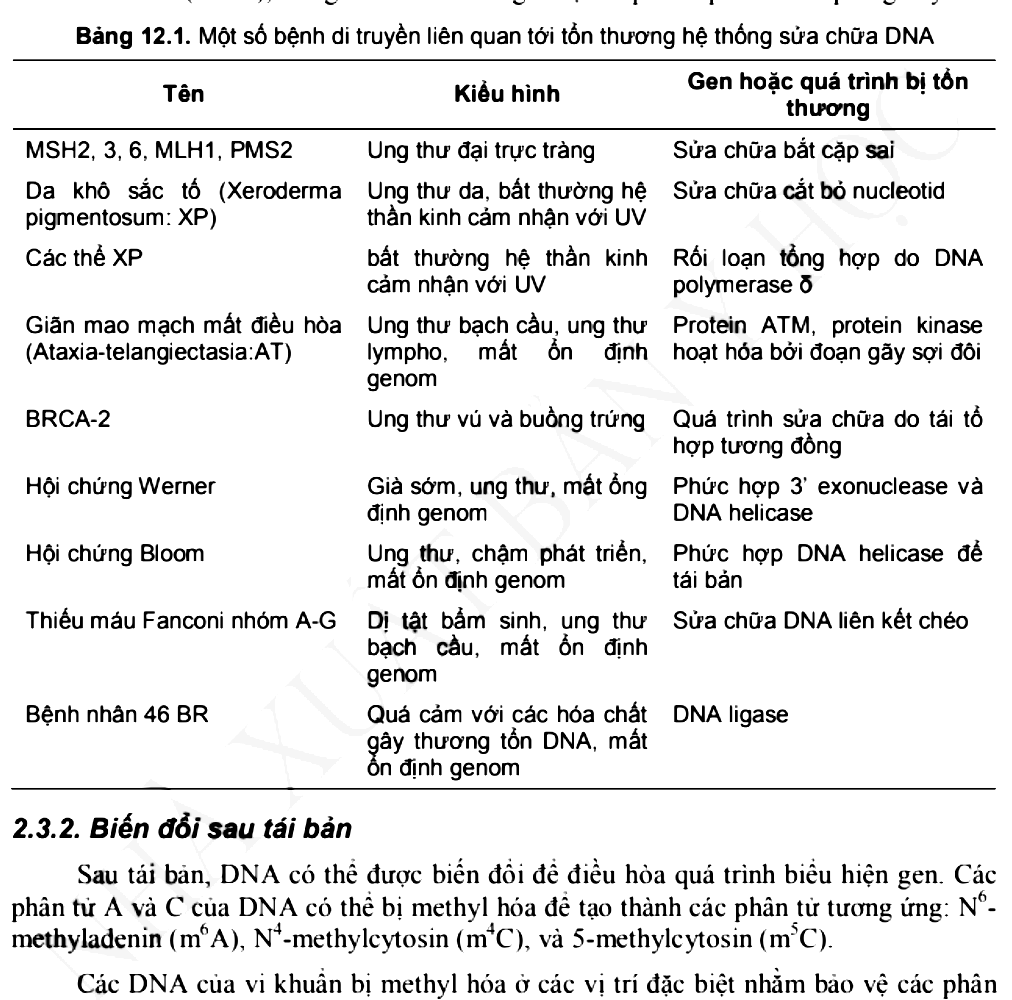 Bảng 12.1. Một số bệnh di truyền liên quan tới tổn thương hệ thống sửa chữa DNA
Tên Kiểu hình Gen hoặc quá trình bị tổn thương
MSH2, 3, 6, MLH1, PMS2 Ung thư đại trực tràng Sửa chữa bắt cặp sai
Da khô sắc tố (Xeroderma Ung thư da, bất thường hệ Sửa chữa cắt bỏ nucleotid
pigmentosum: XP) thần kinh cảm nhận với UV
Các thể XP bất thường hệ thần kinh Rối loạn tổng hợp do DNA
cảm nhận với UV polymerase δ
Giãn mao mạch mất điều hòa Ung thư bạch cầu, ung thư Protein ATM, protein kinase
(Ataxia-telangiectasia:AT) lympho, mất ổn định hoạt hóa bởi đoạn gãy sợi đôi
genom
BRCA-2 Ung thư vú và buồng trứng Quá trình sửa chữa do tái tổ
hợp tương đồng
Hội chứng Werner Già sớm, ung thư, mất ổng Phức hợp 3' exonuclease và
định genom DNA helicase
Hội chứng Bloom Ung thư, chậm phát triển, Phức hợp DNA helicase để
mất ổn định genom tái bản
Thiếu máu Fanconi nhóm A-G Dị tật bẩm sinh, ung thư Sửa chữa DNA liên kết chéo
bạch cầu, mất ổn định
genom
Bệnh nhân 46 BR Quá cảm với các hóa chất DNA ligase
gây thương tổn DNA, mất
ổn định genom
2.3.2. Biến đổi sau tái bản
Sau tái bản, DNA có thể được biến đổi để điều hòa quá trình biểu hiện gen. Các
phân tử A và C của DNA có thể bị methyl hóa để tạo thành các phân tử tương ứng: N⁶-
methyladenin (m⁶A), N⁴-methylcytosin (m⁴C), và 5-methylcytosin (m⁵C).
Các DNA của vi khuẩn bị methyl hóa ở các vị trí đặc biệt nhằm bảo vệ các phân
NHÀ XUẤT BẢN Y HỌC